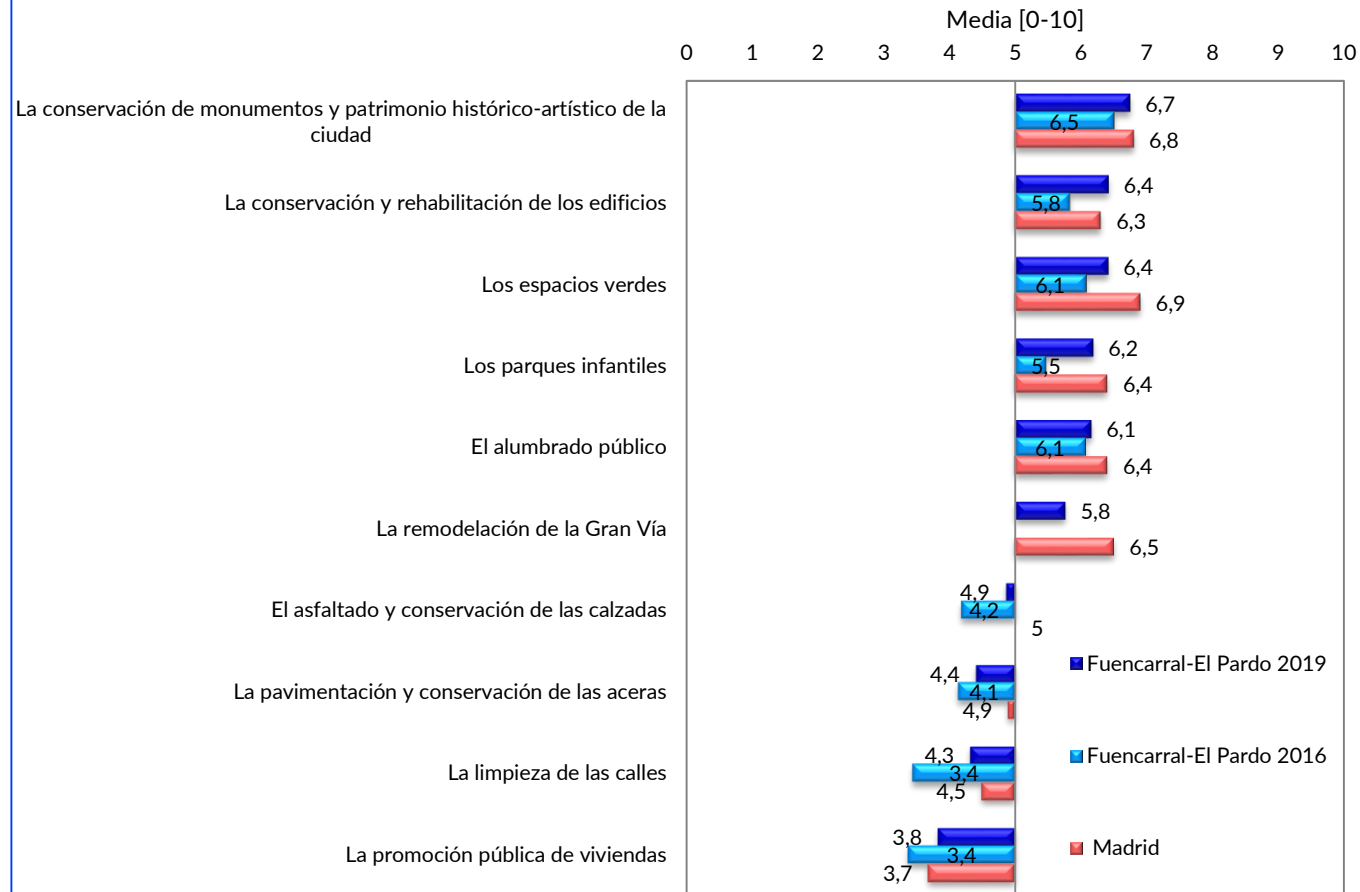 Media [0-10]
0 1 2 3 4 5 6 7 8 9 10
La conservación de monumentos y patrimonio histórico-artístico de la
ciudad
6,7
6,5
6,8
La conservación y rehabilitación de los edificios
6,4
5,8
6,3
Los espacios verdes
6,4
6,1
6,9
Los parques infantiles
6,2
5,5
6,4
El alumbrado público
6,1
6,1
6,4
La remodelación de la Gran Vía
5,8
6,5
El asfaltado y conservación de las calzadas
4,9
4,2
5
La pavimentación y conservación de las aceras
4,4
4,1
4,9
La limpieza de las calles
4,3
3,4
4,5
La promoción pública de viviendas
3,8
3,4
3,7
Fuencarral-El Pardo 2019
Fuencarral-El Pardo 2016
Madrid